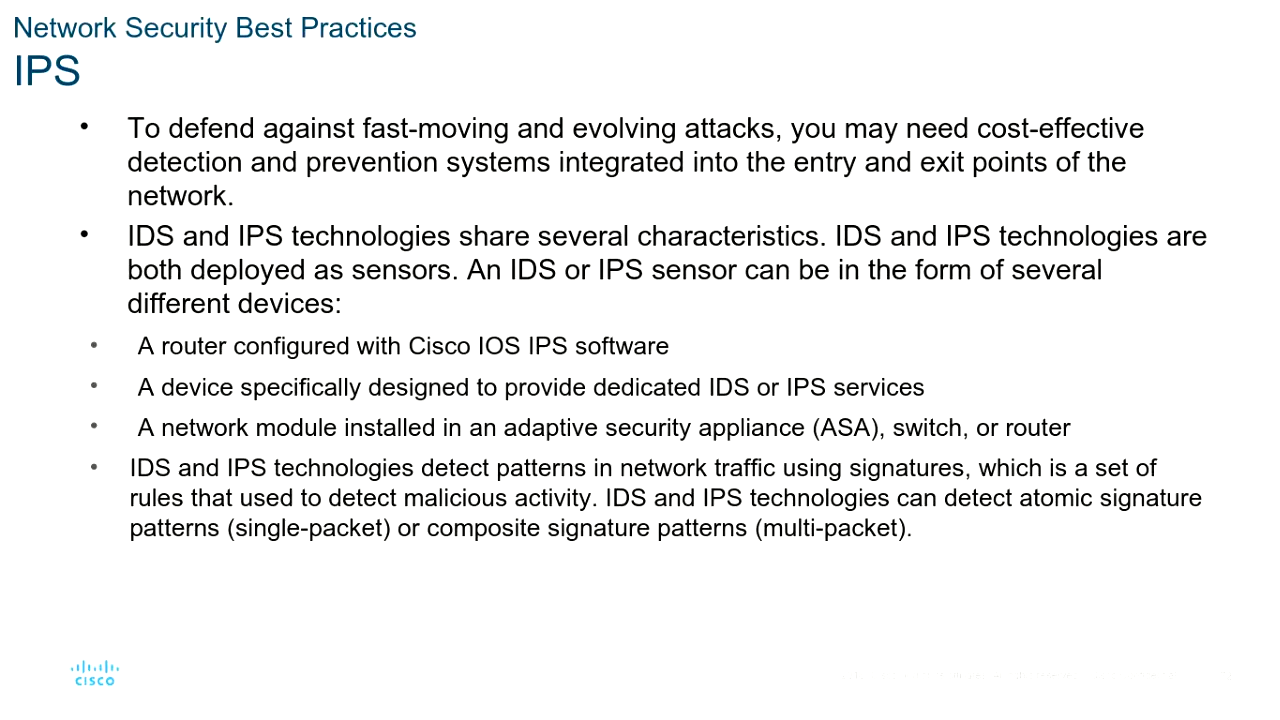 Network Security Best Practices
IPS
• To defend against fast-moving and evolving attacks, you may need cost-effective
detection and prevention systems integrated into the entry and exit points of the
network.
• IDS and IPS technologies share several characteristics. IDS and IPS technologies are
both deployed as sensors. An IDS or IPS sensor can be in the form of several
different devices:
• A router configured with Cisco IOS IPS software
• A device specifically designed to provide dedicated IDS or IPS services
• A network module installed in an adaptive security appliance (ASA), switch, or router
• IDS and IPS technologies detect patterns in network traffic using signatures, which is a set of
rules that used to detect malicious activity. IDS and IPS technologies can detect atomic signature
patterns (single-packet) or composite signature patterns (multi-packet).
CISCO